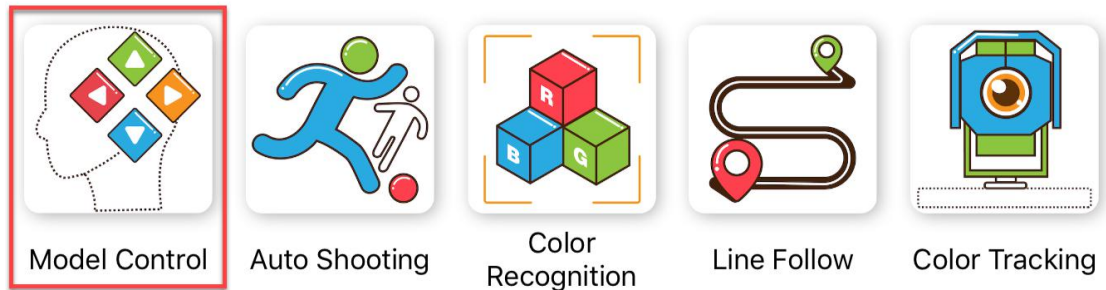 R
B
G
Model Control
Auto Shooting
Color
Recognition
Line Follow
Color Tracking